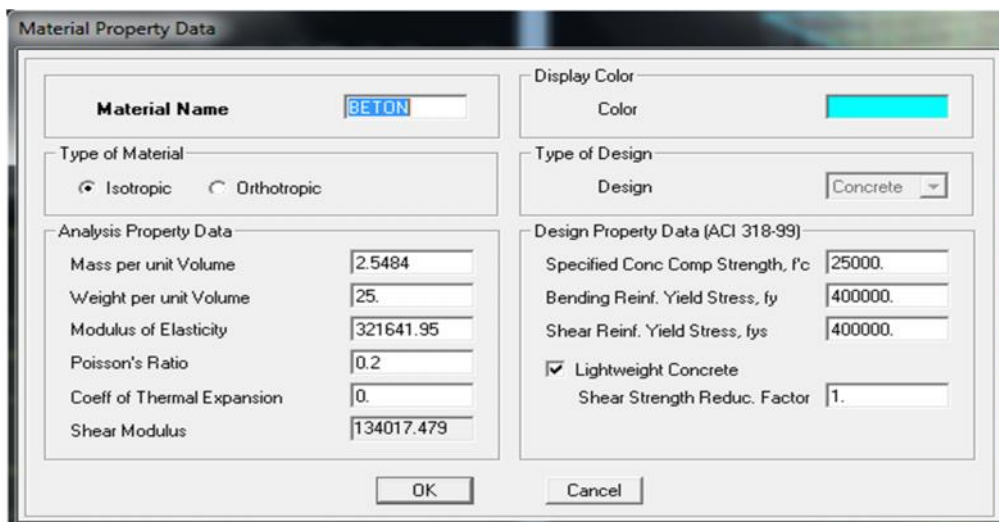 Material Property Data
Material Name BETON
Display Color
Color
Type of Material
Isotropic Orthotropic
Type of Design
Design Concrete
Analysis Property Data
Mass per unit Volume 2.5484
Weight per unit Volume 25.
Modulus of Elasticity 321641.95
Poisson's Ratio 0.2
Coeff of Thermal Expansion 0.
Shear Modulus 134017.479
Design Property Data (ACI 318-99)
Specified Conc Comp Strength, f'c 25000.
Bending Reinf. Yield Stress, fy 400000.
Shear Reinf. Yield Stress, fys 400000.
Lightweight Concrete
Shear Strength Reduc. Factor 1.
OK Cancel